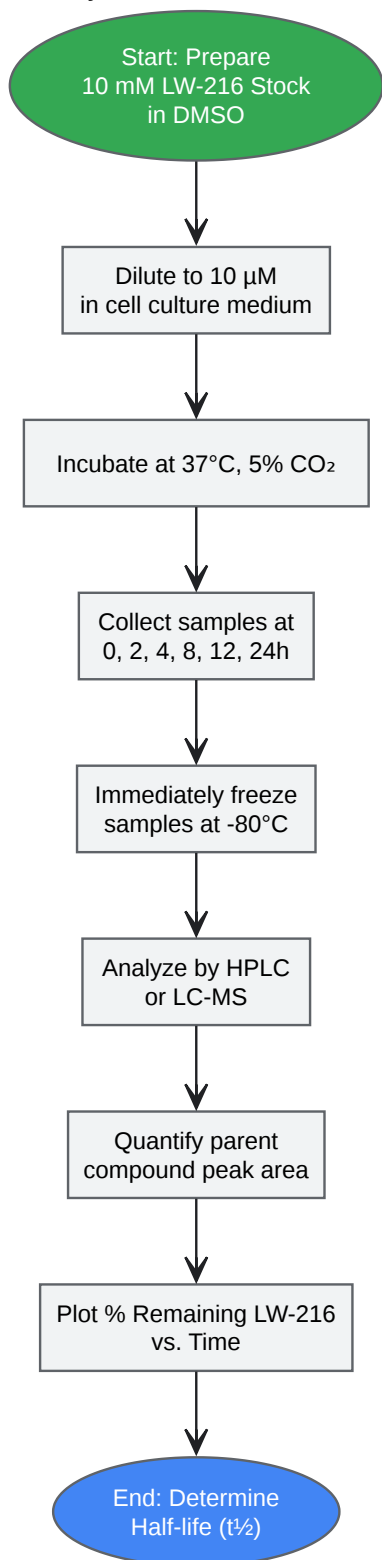 Start: Prepare
10 mM LW-216 Stock
in DMSO
Dilute to 10 µM
in cell culture medium
Incubate at 37°C, 5% CO₂
Collect samples at
0, 2, 4, 8, 12, 24h
Immediately freeze
samples at -80°C
Analyze by HPLC
or LC-MS
Quantify parent
compound peak area
Plot % Remaining LW-216
vs. Time
End: Determine
Half-life (t½)